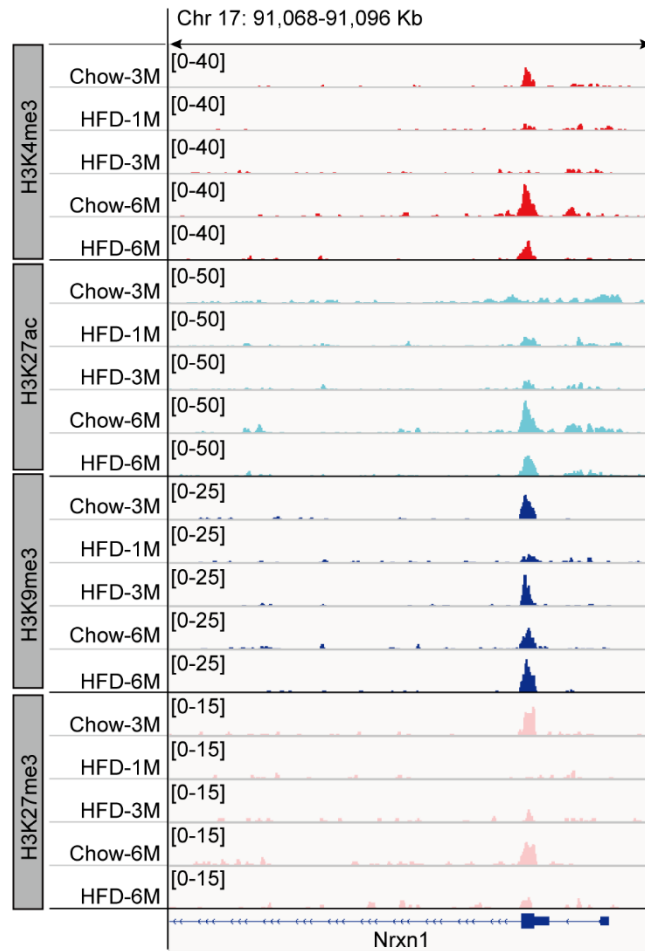 Chr 17: 91,068-91,096 Kb
H3K4me3
Chow-3M [0-40]
HFD-1M [0-40]
HFD-3M [0-40]
Chow-6M [0-40]
HFD-6M [0-40]
H3K27ac
Chow-3M [0-50]
HFD-1M [0-50]
HFD-3M [0-50]
Chow-6M [0-50]
HFD-6M [0-50]
H3K9me3
Chow-3M [0-25]
HFD-1M [0-25]
HFD-3M [0-25]
Chow-6M [0-25]
HFD-6M [0-25]
H3K27me3
Chow-3M [0-15]
HFD-1M [0-15]
HFD-3M [0-15]
Chow-6M [0-15]
HFD-6M [0-15]
Nrxn1